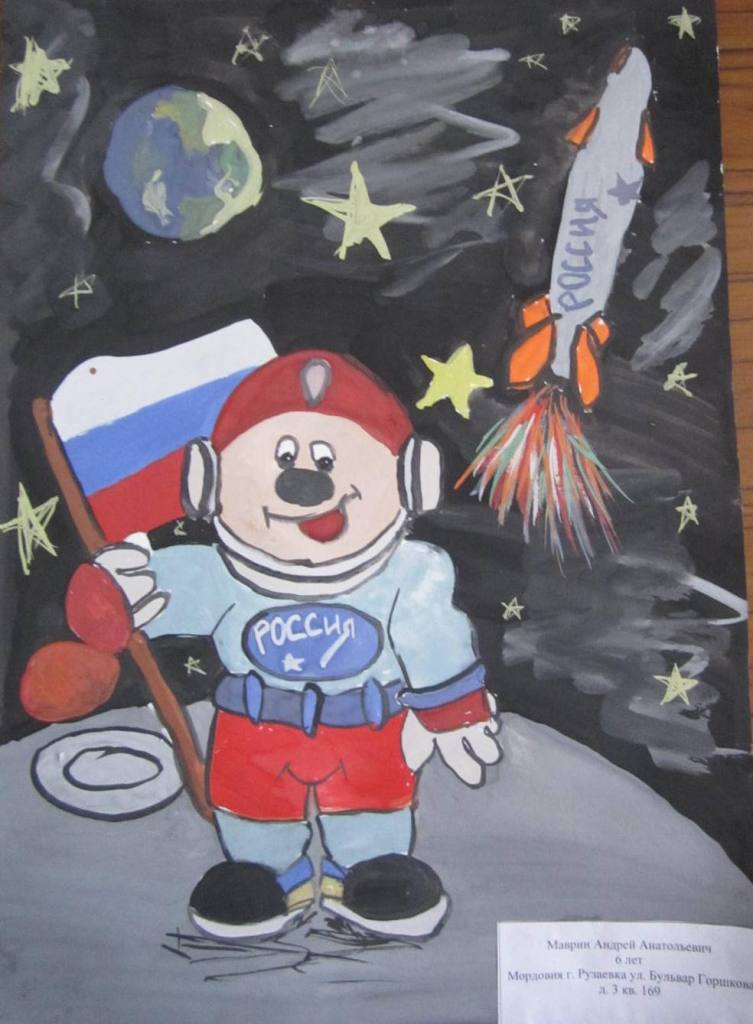 РОССИЯ
РОССИЯ
Маврин Андрей Анатольевич
6 лет
Мордовия г. Рузаевка ул. Бульвар Горшкова
д. 3 кв. 169